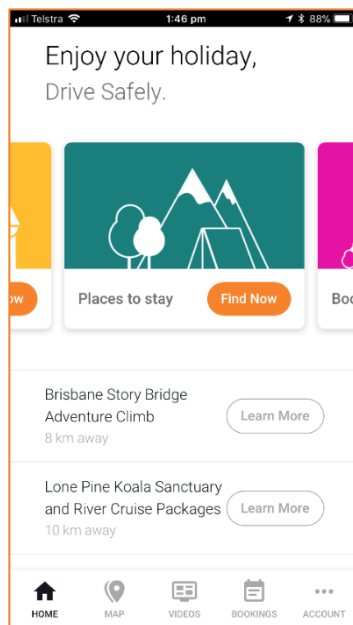 Telstra 1:46 pm 88%
Enjoy your holiday,
Drive Safely.
ow Places to stay Find Now Boo
Brisbane Story Bridge
Adventure Climb
Learn More
8 km away
Lone Pine Koala Sanctuary
and River Cruise Packages
Learn More
10 km away
HOME MAP VIDEOS BOOKINGS ACCOUNT